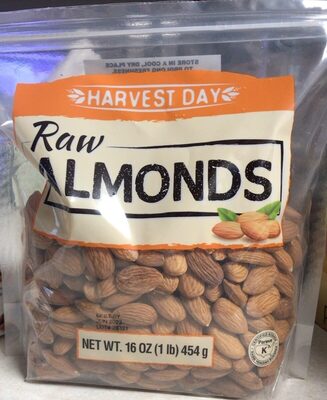 STORE IN A COOL, DRY PLACE
TO PROLONG FRESHNESS.
HARVEST DAY
Raw
ALMONDS
NET. WT. 16 OZ (1 lb) 454 g
K